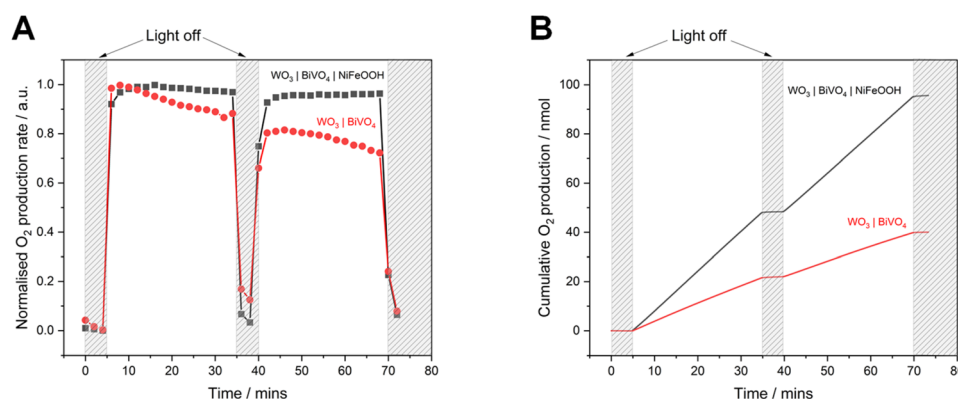 A
Light off
WO₃ | BiVO₄ | NiFeOOH
WO₃ | BiVO₄
Normalised O₂ production rate / a.u.
1.0
0.8
0.6
0.4
0.2
0.0
0 10 20 30 40 50 60 70 80
Time / mins
B
Light off
WO₃ | BiVO₄ | NiFeOOH
WO₃ | BiVO₄
Cumulative O₂ production / nmol
100
80
60
40
20
0
0 10 20 30 40 50 60 70 80
Time / mins